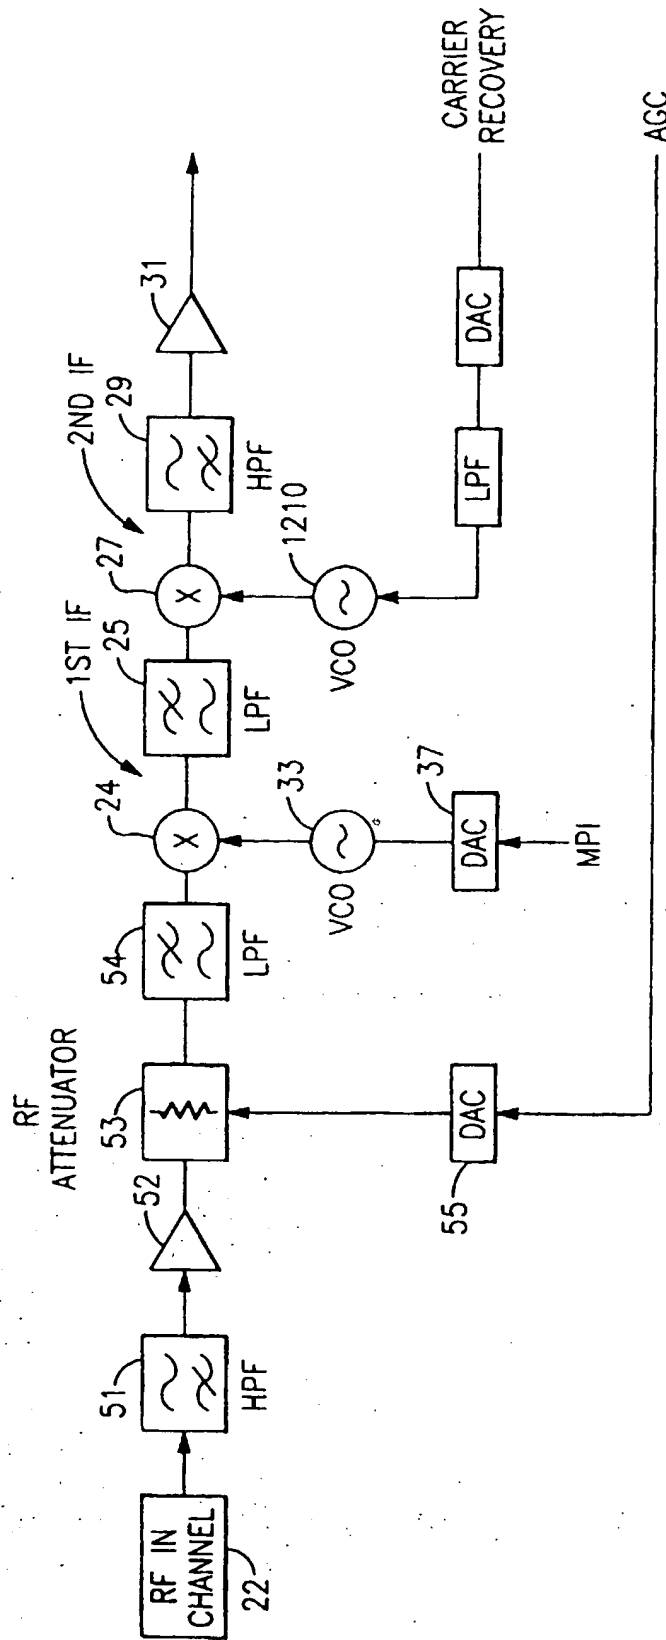 RF IN
CHANNEL
22
51
HPF
52
RF
ATTENUATOR
53
54
LPF
24
X
1ST IF
25
LPF
27
X
2ND IF
29
HPF
31
VCO
33
DAC
37
MPI
VCO
1210
LPF
DAC
CARRIER
RECOVERY
DAC
55
AGC